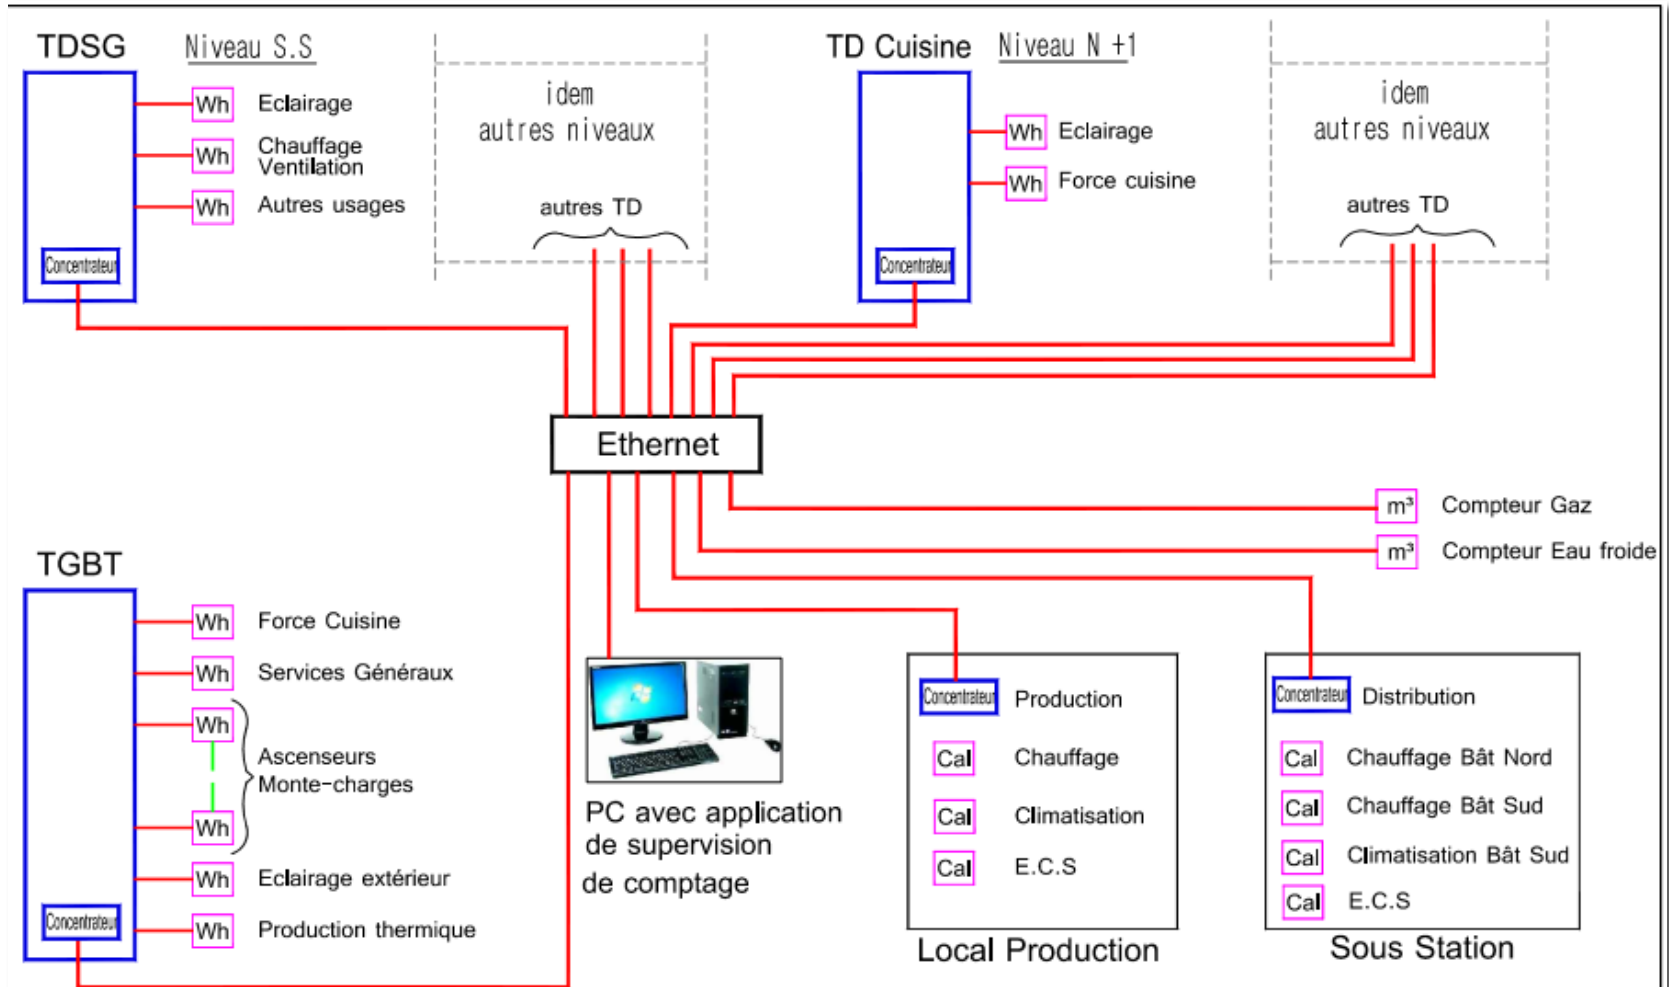 TDSG
Niveau S.S
Wh Eclairage
Wh Chauffage
Ventilation
Wh Autres usages
Concentrateur
idem
autres niveaux
autres TD
TD Cuisine
Niveau N +1
Wh Eclairage
Wh Force cuisine
Concentrateur
idem
autres niveaux
autres TD
Ethernet
m³ Compteur Gaz
m³ Compteur Eau froide
TGBT
Wh Force Cuisine
Wh Services Généraux
Wh
Ascenseurs
Monte-charges
Wh
Wh Eclairage extérieur
Wh Production thermique
Concentrateur
PC avec application
de supervision
de comptage
Concentrateur Production
Cal Chauffage
Cal Climatisation
Cal E.C.S
Local Production
Concentrateur Distribution
Cal Chauffage Bât Nord
Cal Chauffage Bât Sud
Cal Climatisation Bât Sud
Cal E.C.S
Sous Station